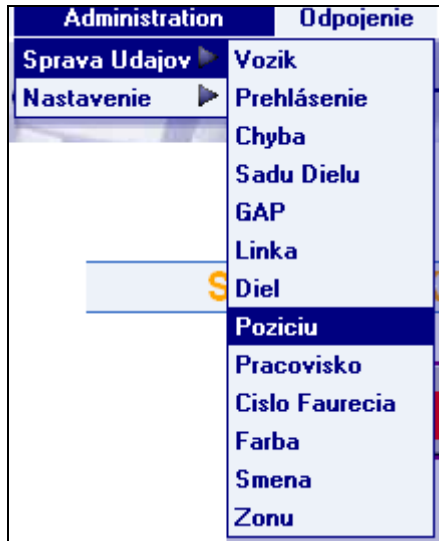 Administration Odpojenie
Sprava Udajov
Nastavenie
Vozik
Prehlásenie
Chyba
Sadu Dielu
GAP
Linka
Diel
Poziciu
Pracovisko
Cislo Faurecia
Farba
Smena
Zonu
S